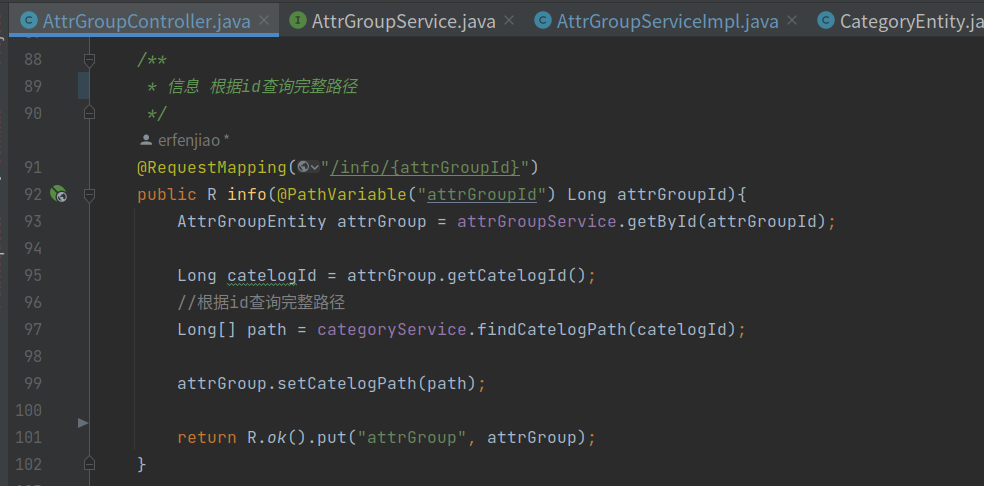 AttrGroupController.java × AttrGroupService.java × AttrGroupServiceImpl.java × CategoryEntity.ja
88 /**
89 * 信息 根据id查询完整路径
90 */
erfenjiao *
91 @RequestMapping("/info/{attrGroupId}")
92 public R info(@PathVariable("attrGroupId") Long attrGroupId){
93 AttrGroupEntity attrGroup = attrGroupService.getById(attrGroupId);
94
95 Long catelogId = attrGroup.getCatelogId();
96 //根据id查询完整路径
97 Long[] path = categoryService.findCatelogPath(catelogId);
98
99 attrGroup.setCatelogPath(path);
100
101 return R.ok().put("attrGroup", attrGroup);
102 }